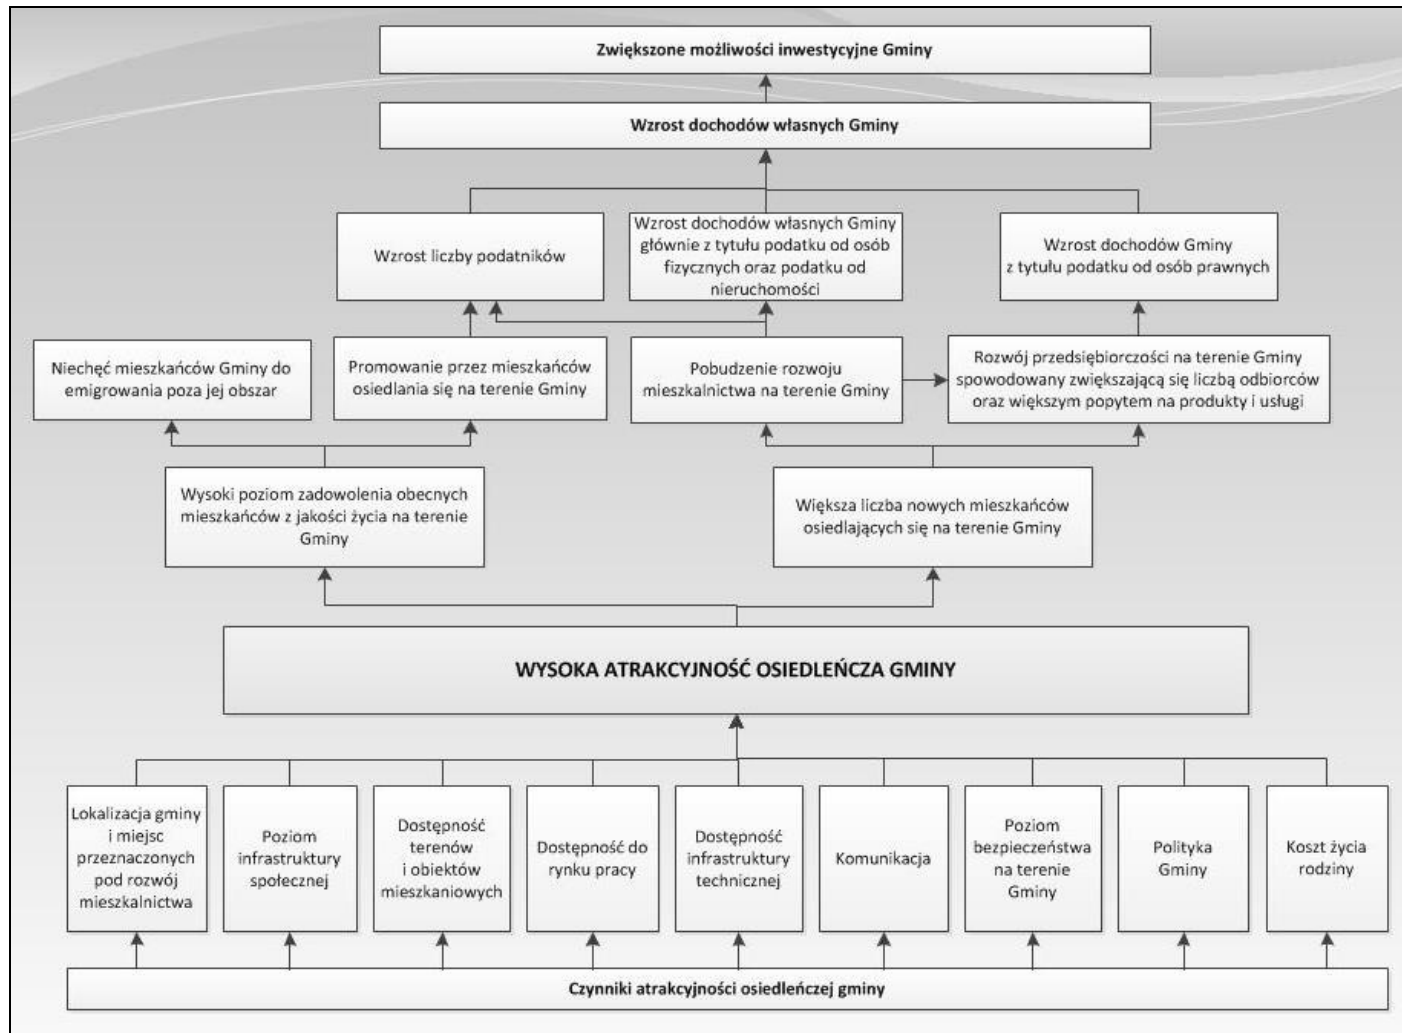 Zwiększone możliwości inwestycyjne Gminy
Wzrost dochodów własnych Gminy
Wzrost liczby podatników
Wzrost dochodów własnych Gminy
głównie z tytułu podatku od osób
fizycznych oraz podatku od
nieruchomości
Wzrost dochodów Gminy
z tytułu podatku od osób prawnych
Niechęć mieszkańców Gminy do
emigrowania poza jej obszar
Promowanie przez mieszkańców
osiedlania się na terenie Gminy
Pobudzenie rozwoju
mieszkalnictwa na terenie Gminy
Rozwój przedsiębiorczości na terenie Gminy
spowodowany zwiększającą się liczbą odbiorców
oraz większym popytem na produkty i usługi
Wysoki poziom zadowolenia obecnych
mieszkańców z jakości życia na terenie
Gminy
Większa liczba nowych mieszkańców
osiedlających się na terenie Gminy
WYSOKA ATRAKCYJNOŚĆ OSIEDLEŃCZA GMINY
Lokalizacja gminy
i miejsc
przeznaczonych
pod rozwój
mieszkalnictwa
Poziom
infrastruktury
społecznej
Dostępność
terenów
i obiektów
mieszkaniowych
Dostępność do
rynku pracy
Dostępność
infrastruktury
technicznej
Komunikacja
Poziom
bezpieczeństwa
na terenie
Gminy
Polityka
Gminy
Koszt życia
rodziny
Czynniki atrakcyjności osiedleńczej gminy